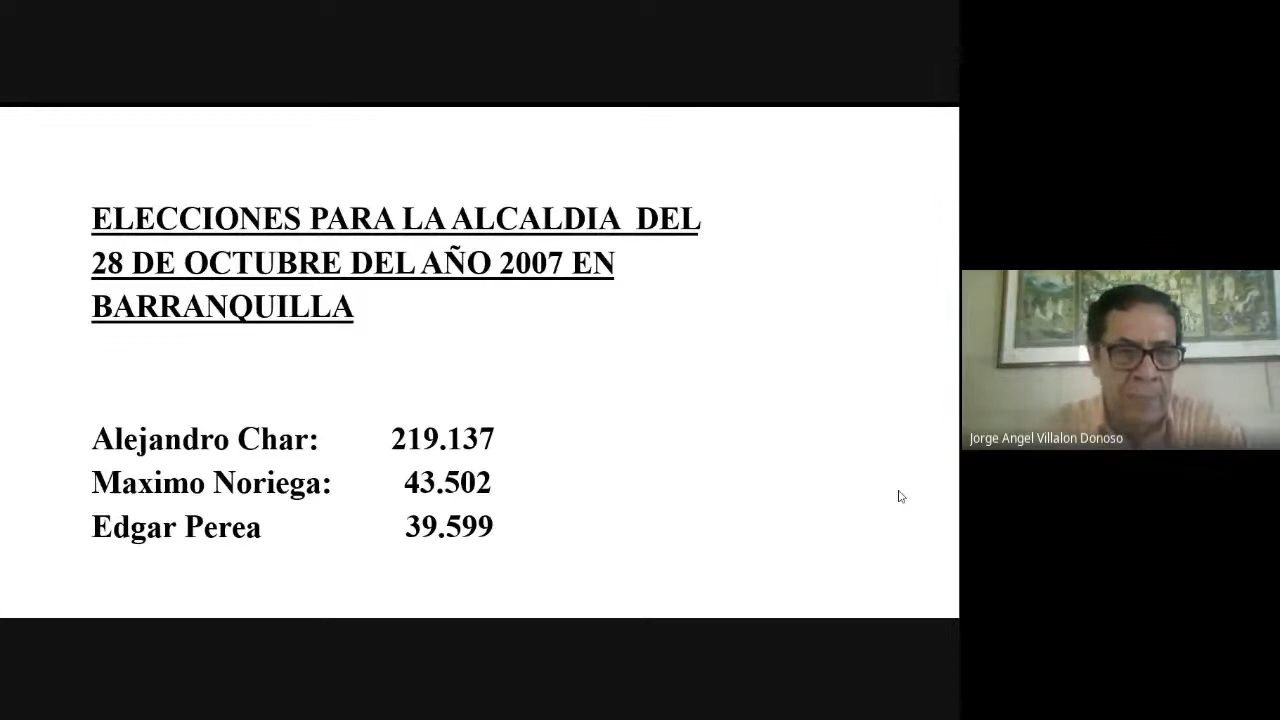 ELECCIONES PARA LA ALCALDIA DEL
28 DE OCTUBRE DEL AÑO 2007 EN
BARRANQUILLA
Alejandro Char: 219.137
Maximo Noriega: 43.502
Edgar Perea 39.599
Jorge Angel Villalon Donoso